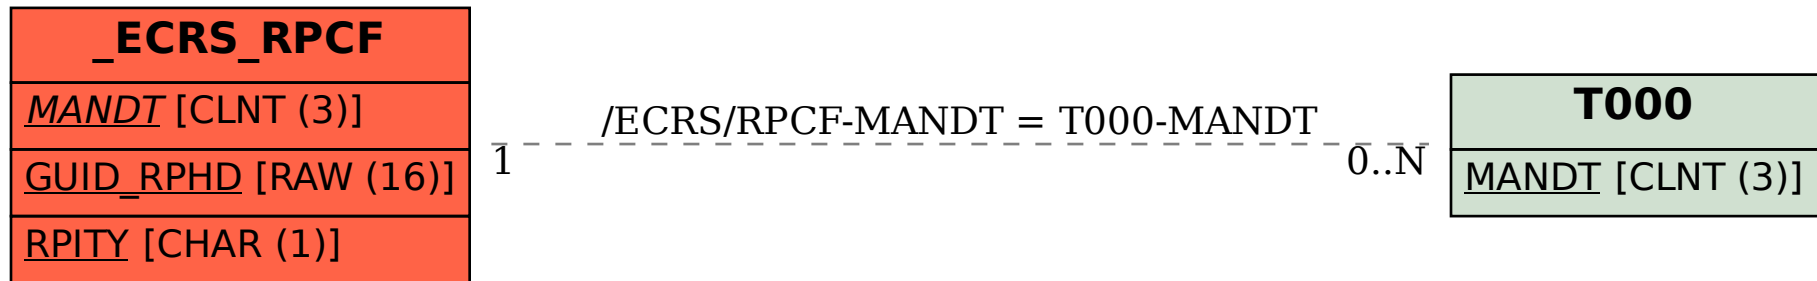 _ECRS_RPCF
MANDT [CLNT (3)]
GUID_RPHD [RAW (16)]
RPITY [CHAR (1)]
/ECRS/RPCF-MANDT = T000-MANDT
1
0..N
T000
MANDT [CLNT (3)]